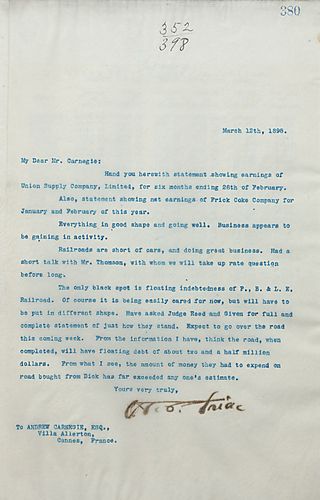 380
352
398
March 12th, 1898.
My Dear Mr. Carnegie:
Hand you herewith statement showing earnings of
Union Supply Company, Limited, for six months ending 28th of February.
Also, statement showing net earnings of Frick Coke Company for
January and February of this year.
Everything in good shape and going well. Business appears to
be gaining in activity.
Railroads are short of cars, and doing great business. Had a
short talk with Mr. Thomson, with whom we will take up rate question
before long.
The only black spot is floating indebtedness of P., B. & L. E.
Railroad. Of course it is being easily cared for now, but will have to
be put in different shape. Have asked Judge Reed and Given for full and
complete statement of just how they stand. Expect to go over the road
this coming week. From the information I have, think the road, when
completed, will have floating debt of about two and a half million
dollars. From what I see, the amount of money they had to expend on
road bought from Dick has far exceeded any one's estimate.
Yours very truly,
Frick
To ANDREW CARNEGIE, ESQ.,
Villa Allerton,
Cannes, France.